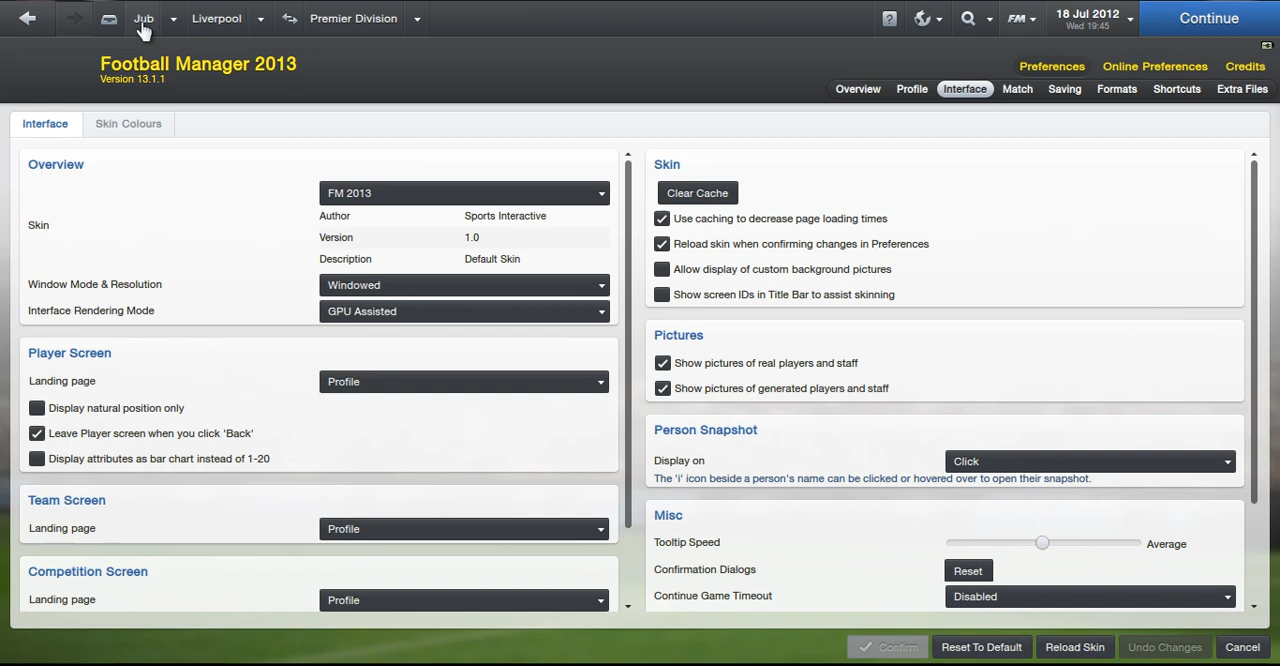 Jub Liverpool Premier Division ? FM 18 Jul 2012 Wed 19:45 Continue
Football Manager 2013
Version 13.1.1
Preferences Online Preferences Credits
Overview Profile Interface Match Saving Formats Shortcuts Extra Files
Interface Skin Colours
Overview
Skin
FM 2013
Author Sports Interactive
Version 1.0
Description Default Skin
Window Mode & Resolution Windowed
Interface Rendering Mode GPU Assisted
Player Screen
Landing page Profile
Display natural position only
Leave Player screen when you click 'Back'
Display attributes as bar chart instead of 1-20
Team Screen
Landing page Profile
Competition Screen
Landing page Profile
Skin
Clear Cache
Use caching to decrease page loading times
Reload skin when confirming changes in Preferences
Allow display of custom background pictures
Show screen IDs in Title Bar to assist skinning
Pictures
Show pictures of real players and staff
Show pictures of generated players and staff
Person Snapshot
Display on Click
The 'i' icon beside a person's name can be clicked or hovered over to open their snapshot.
Misc
Tooltip Speed Average
Confirmation Dialogs Reset
Continue Game Timeout Disabled
Confirm Reset To Default Reload Skin Undo Changes Cancel